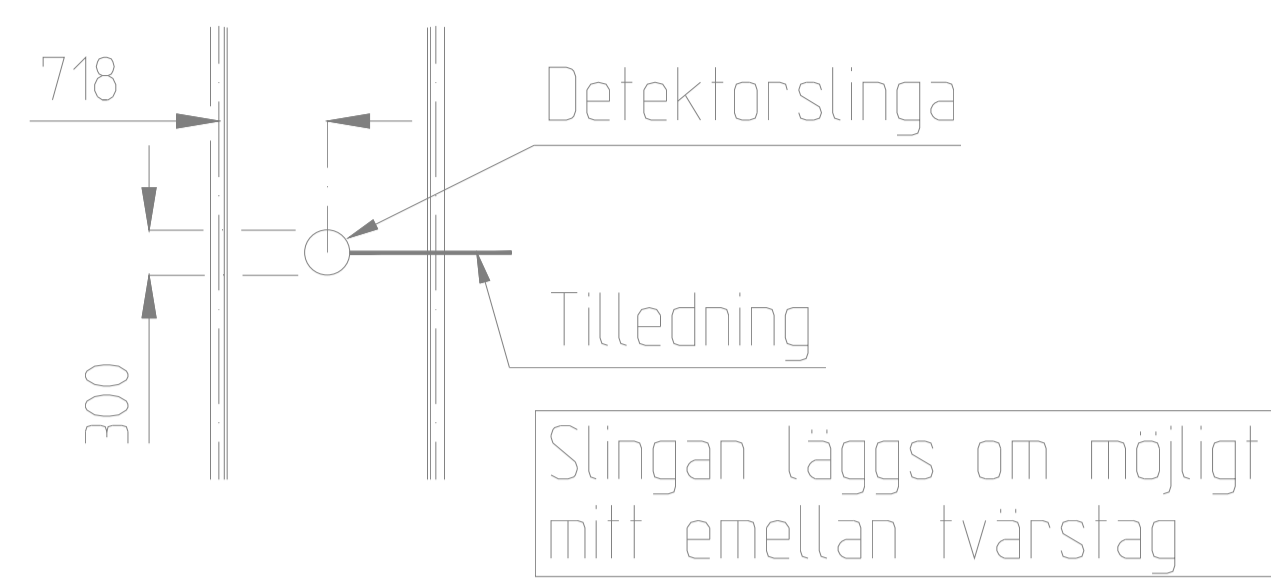 718
Detektorslinga
Tilledning
300
Slingan läggs om möjligt
mitt emellan tvärstag